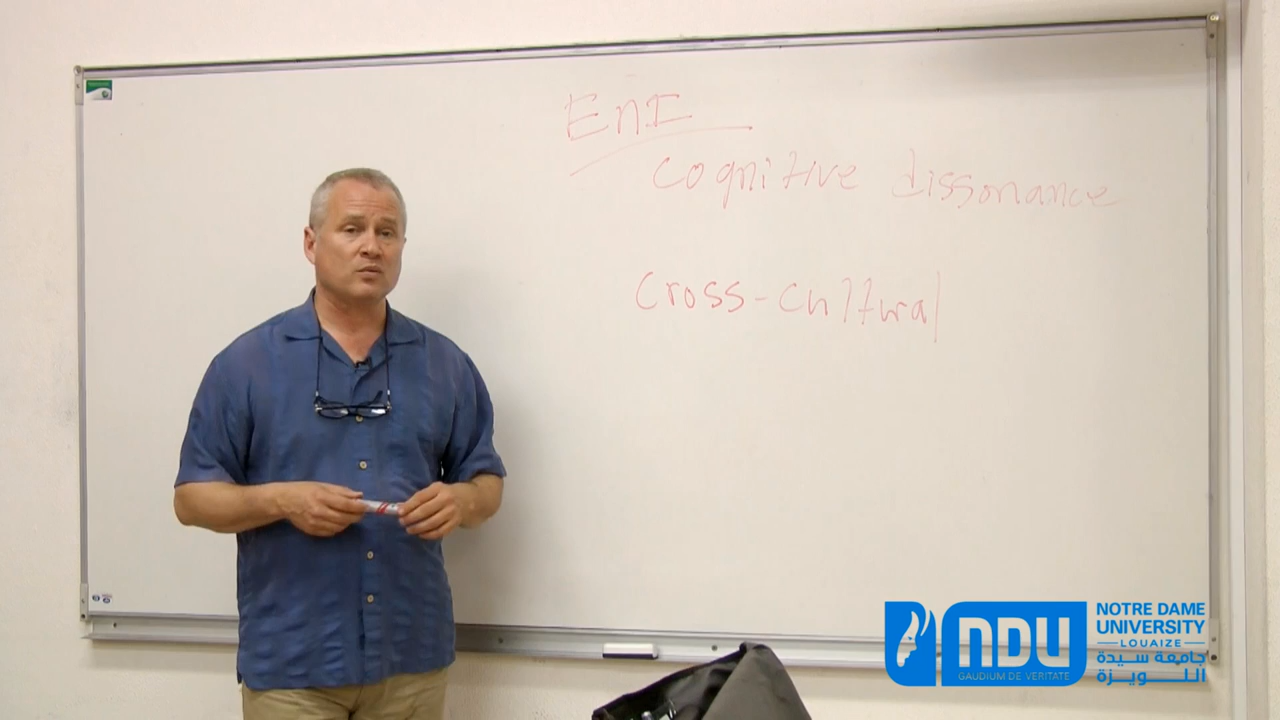 EnI
cognitive dissonance
cross-cultural
NDU
GAUDIUM DE VERITATE
NOTRE DAME
UNIVERSITY
LOUAIZE
جامعة سيدة
اللويزة